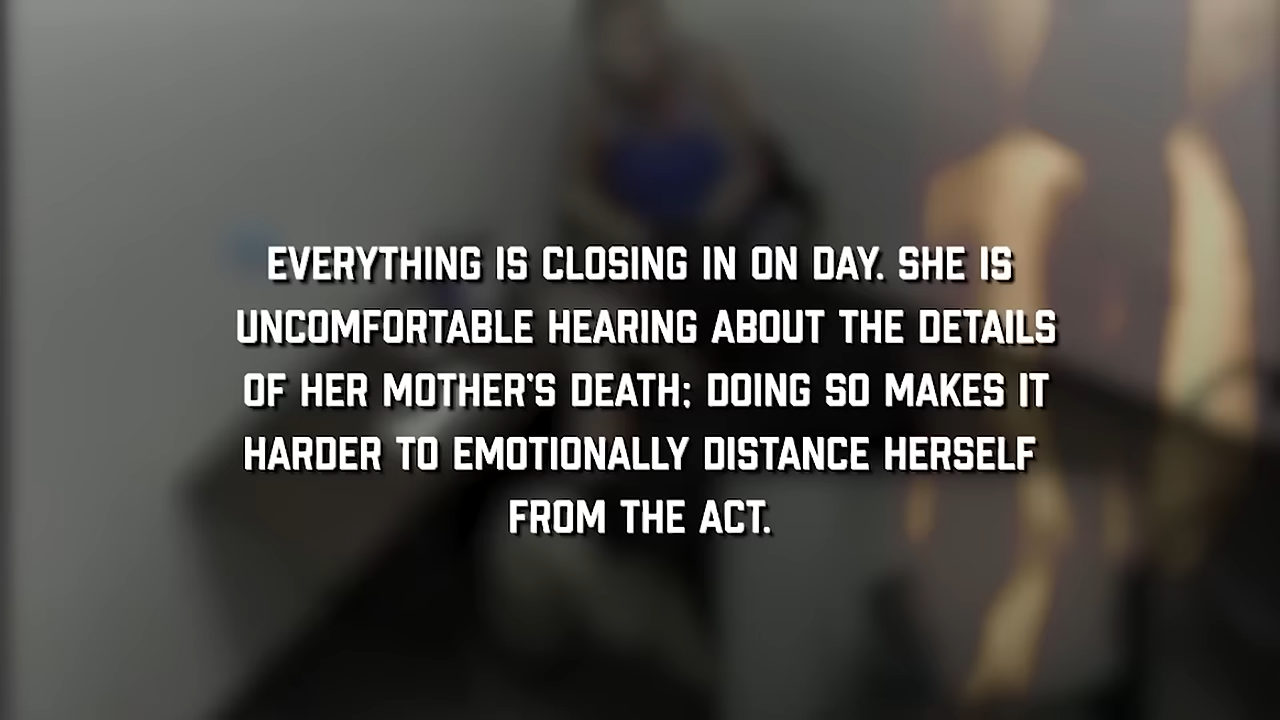 EVERYTHING IS CLOSING IN ON DAY. SHE IS
UNCOMFORTABLE HEARING ABOUT THE DETAILS
OF HER MOTHER'S DEATH; DOING SO MAKES IT
HARDER TO EMOTIONALLY DISTANCE HERSELF
FROM THE ACT.